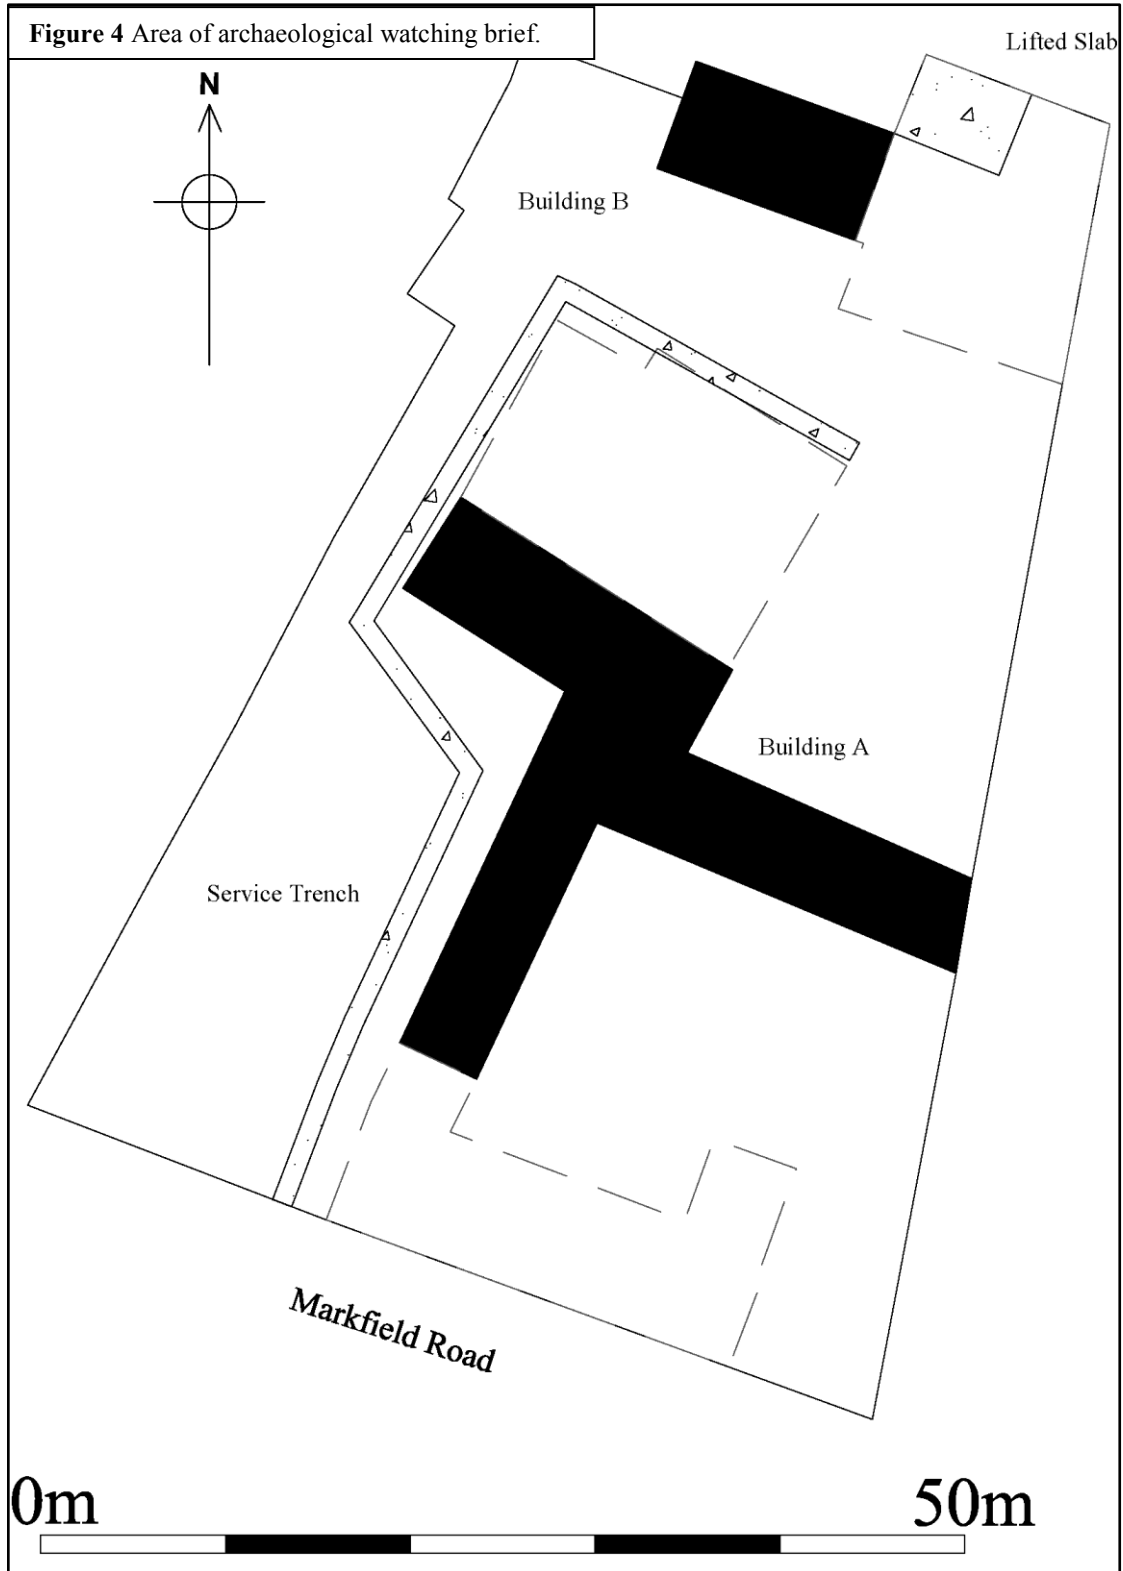 Figure 4 Area of archaeological watching brief.
Lifted Slab
N
Building B
Building A
Service Trench
Markfield Road
0m
50m